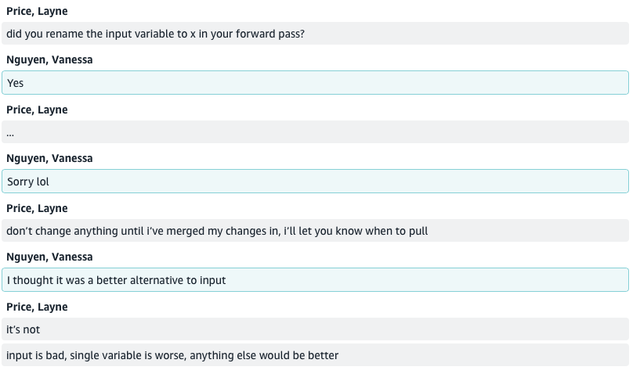 Price, Layne
did you rename the input variable to x in your forward pass?
Nguyen, Vanessa
Yes
Price, Layne
...
Nguyen, Vanessa
Sorry lol
Price, Layne
don't change anything until i've merged my changes in, i'll let you know when to pull
Nguyen, Vanessa
I thought it was a better alternative to input
Price, Layne
it's not
input is bad, single variable is worse, anything else would be better